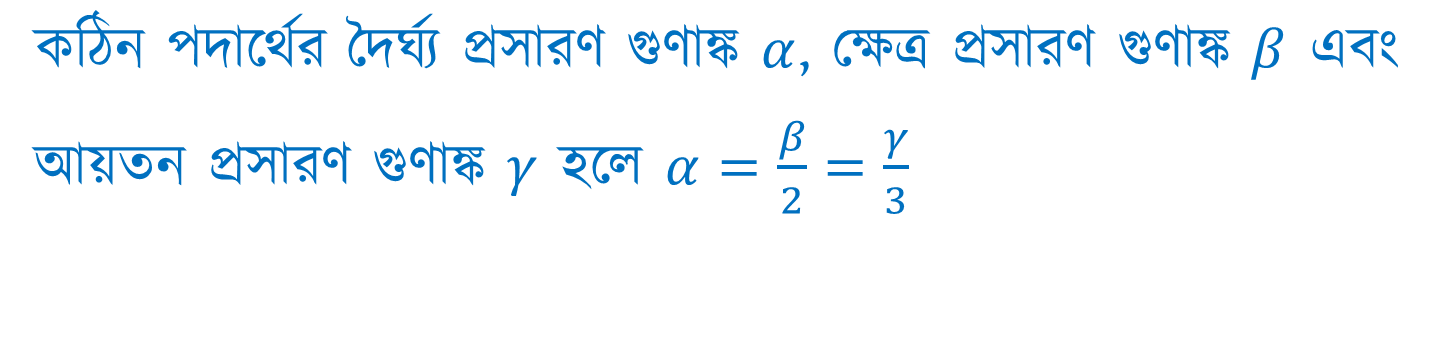 কঠিন পদার্থের দৈর্ঘ্য প্রসারণ গুণাঙ্ক α, ক্ষেত্র প্রসারণ গুণাঙ্ক β এবং
আয়তন প্রসারণ গুণাঙ্ক γ হলে α = β/2 = γ/3